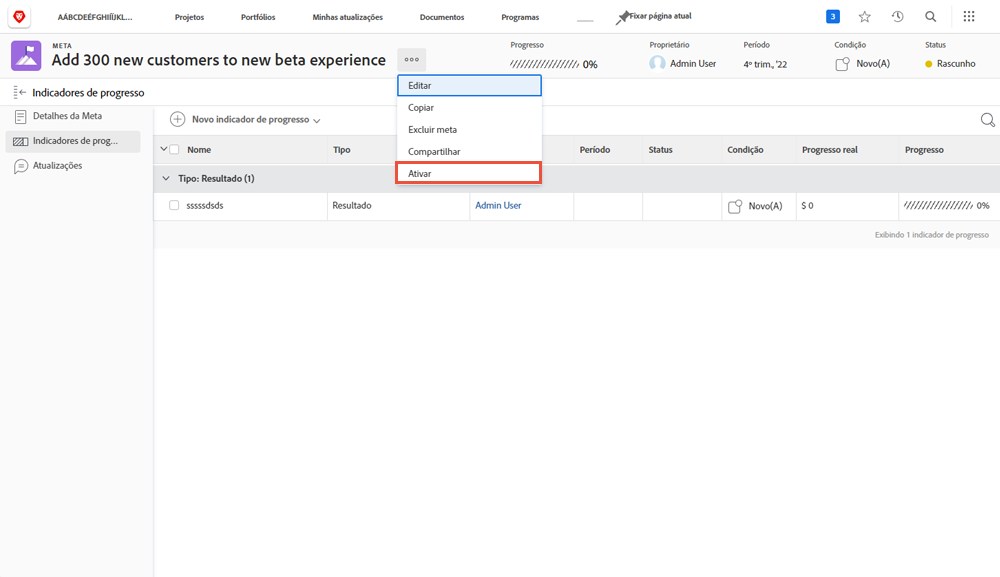 AÁBCDEÉFGHIÍÏJKL...
Projetos
Portfólios
Minhas atualizações
Documentos
Programas
Fixar página atual
3
META
Add 300 new customers to new beta experience
Progresso
0%
Proprietário
Admin User
Período
4º trim., '22
Condição
Novo(A)
Status
Rascunho
Editar
Copiar
Excluir meta
Compartilhar
Ativar
Indicadores de progresso
Detalhes da Meta
Indicadores de prog...
Atualizações
Novo indicador de progresso
Nome
Tipo
Período
Status
Condição
Progresso real
Progresso
Tipo: Resultado (1)
sssssdsds
Resultado
Admin User
Novo(A)
$ 0
0%
Exibindo 1 indicador de progresso